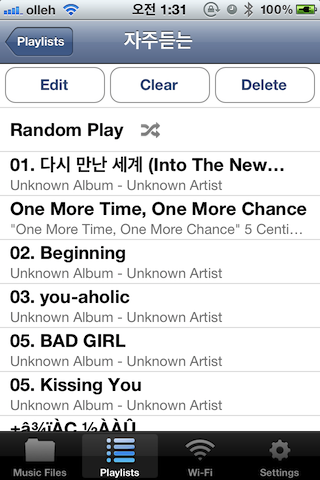 olleh 오전 1:31 100%
Playlists 자주듣는
Edit Clear Delete
Random Play
01. 다시 만난 세계 (Into The New…
Unknown Album - Unknown Artist
One More Time, One More Chance
"One More Time, One More Chance" 5 Centi…
02. Beginning
Unknown Album - Unknown Artist
03. you-aholic
Unknown Album - Unknown Artist
05. BAD GIRL
Unknown Album - Unknown Artist
05. Kissing You
Unknown Album - Unknown Artist
Music Files Playlists Wi-Fi Settings